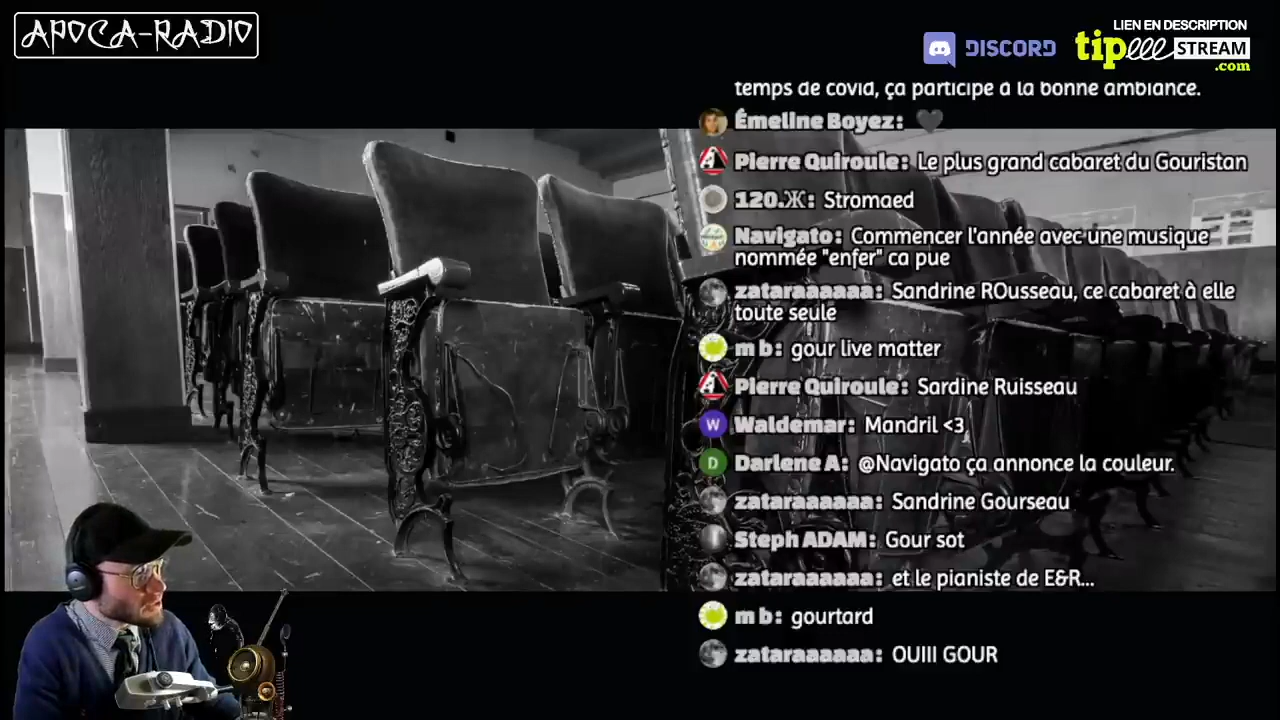 APOCA-RADIO
LIEN EN DESCRIPTION
DISCORD
tipeee STREAM
.com
temps de covid, ça participe à la bonne ambiance.
Émeline Boyez: 🖤
Pierre Quiroule: Le plus grand cabaret du Gouristan
120.Ж: Stromaed
Navigato: Commencer l'année avec une musique
nommée "enfer" ca pue
zataraaaaaa: Sandrine ROusseau, ce cabaret à elle
toute seule
m b: gour live matter
Pierre Quiroule: Sardine Ruisseau
W
Waldemar: Mandril <3
D
Darlene A: @Navigato ça annonce la couleur.
zataraaaaaa: Sandrine Gourseau
Steph ADAM: Gour sot
zataraaaaaa: et le pianiste de E&R...
m b: gourtard
zataraaaaaa: OUIII GOUR